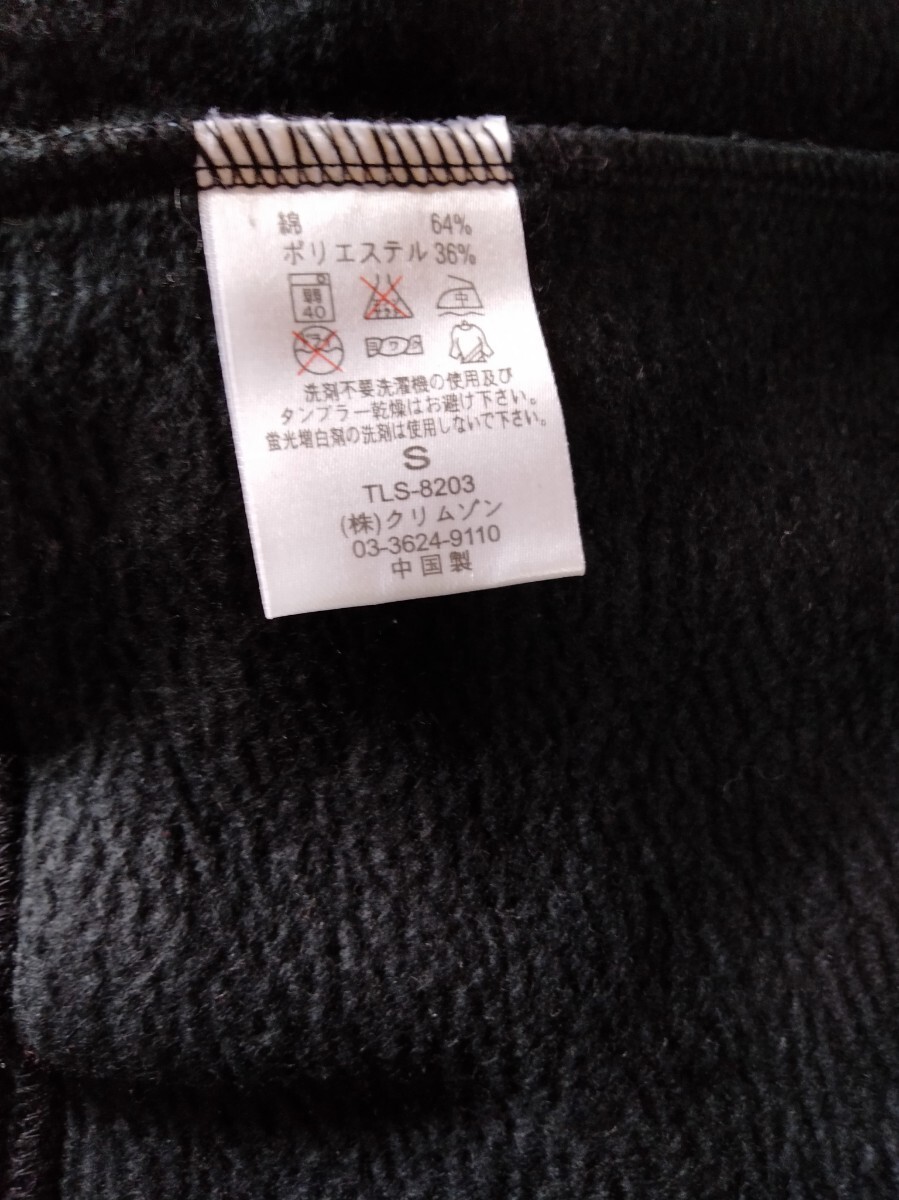 綿 64%
ポリエステル 36%
弱
40
中
洗剤不要洗濯機の使用及び
タンブラー乾燥はお避け下さい。
蛍光増白剤の洗剤は使用しないで下さい。
S
TLS-8203
(株)クリムゾン
03-3624-9110
中国製